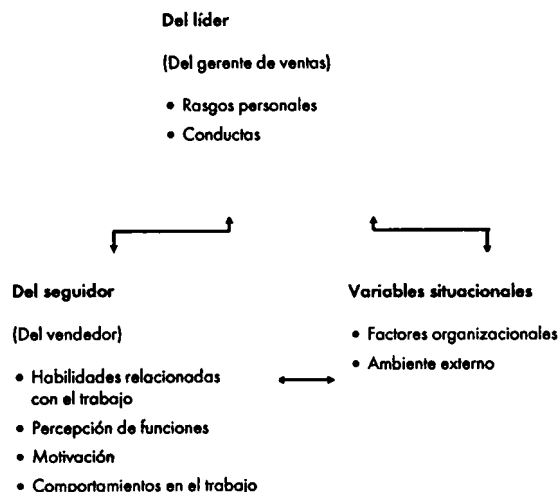 Del líder
(Del gerente de ventas)
• Rasgos personales
• Conductas
Del seguidor
(Del vendedor)
• Habilidades relacionadas
con el trabajo
• Percepción de funciones
• Motivación
• Comportamientos en el trabajo
Variables situacionales
• Factores organizacionales
• Ambiente externo